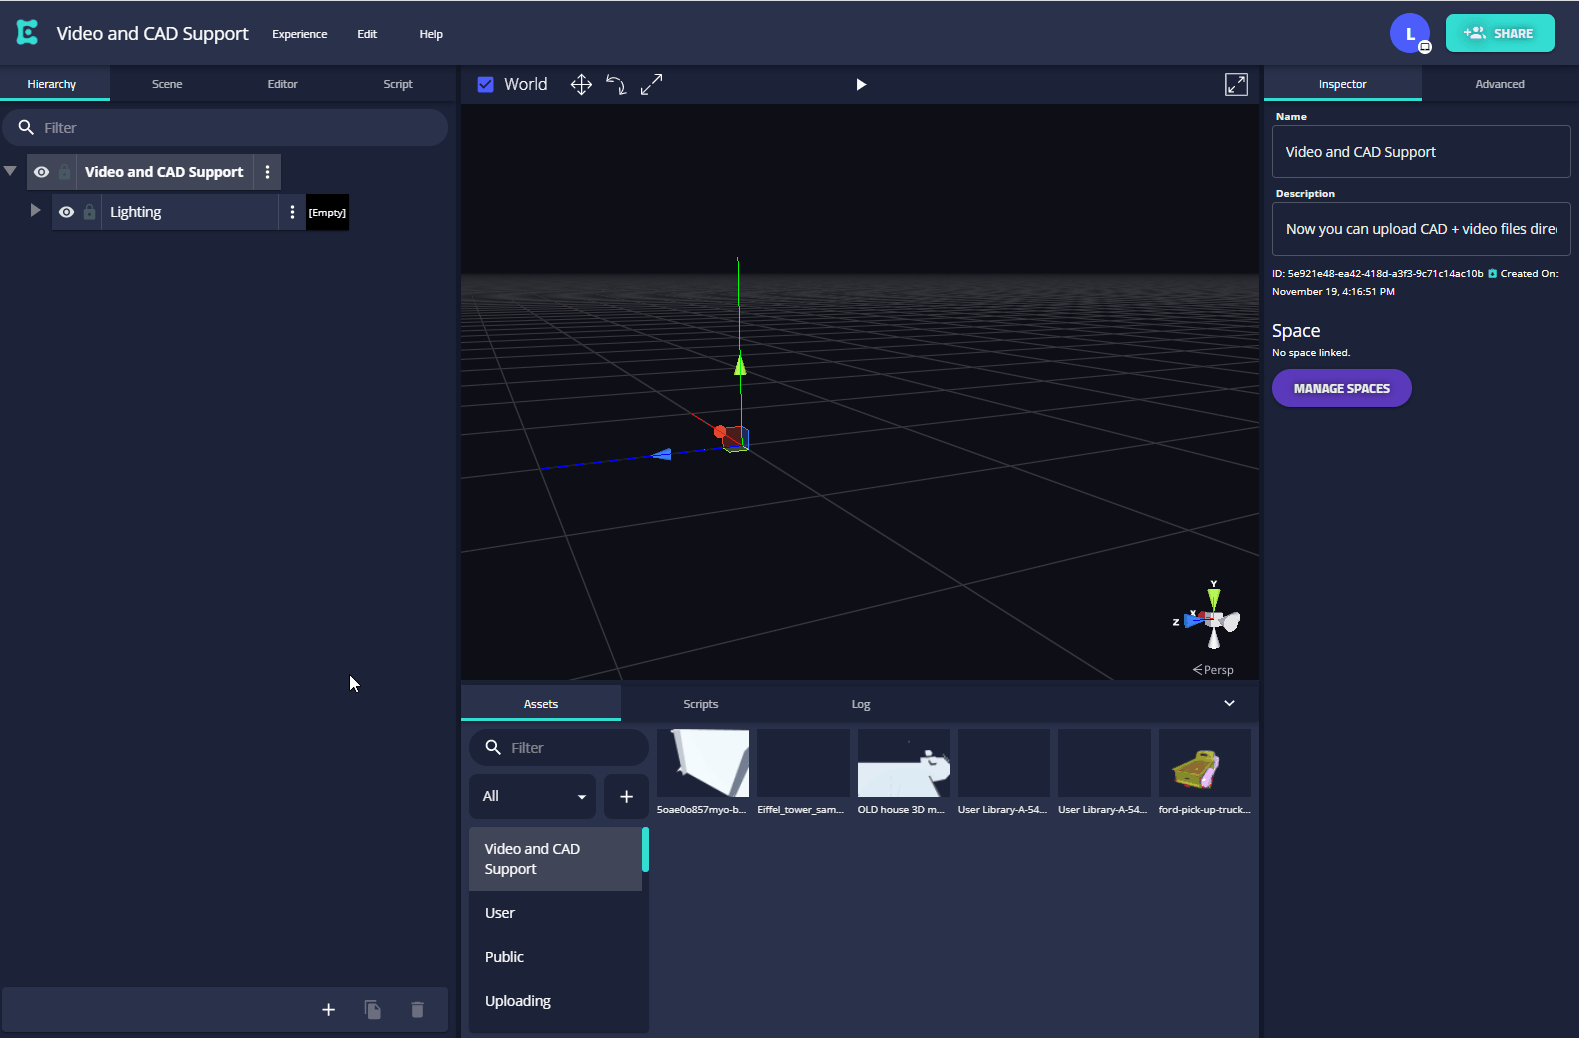 Video and CAD Support
Experience
Edit
Help
L
SHARE
Hierarchy
Scene
Editor
Script
World
Inspector
Advanced
Filter
Name
Video and CAD Support
Description
Now you can upload CAD + video files dire
ID: 5e921e48-ea42-418d-a3f3-9c71c14ac10b Created On:
November 19, 4:16:51 PM
Space
No space linked.
MANAGE SPACES
Video and CAD Support
Lighting
[Empty]
Y
X
Z
Persp
Assets
Scripts
Log
Filter
All
Video and CAD
Support
User
Public
Uploading
5oae0o857myo-b...
Eiffel_tower_sam...
OLD house 3D m...
User Library-A-54...
User Library-A-54...
ford-pick-up-truck...